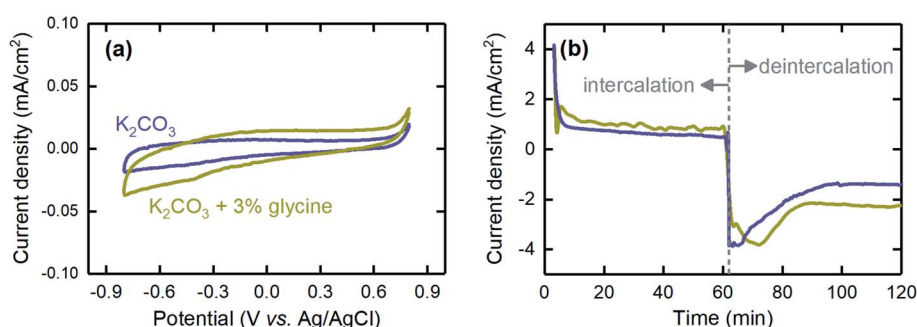 (a)
Current density (mA/cm²)
0.10
0.05
0.00
-0.05
-0.10
K₂CO₃
K₂CO₃ + 3% glycine
-0.9 -0.6 -0.3 0.0 0.3 0.6 0.9
Potential (V vs. Ag/AgCl)
(b)
Current density (mA/cm²)
4
2
0
-2
-4
deintercalation
intercalation
0 20 40 60 80 100 120
Time (min)